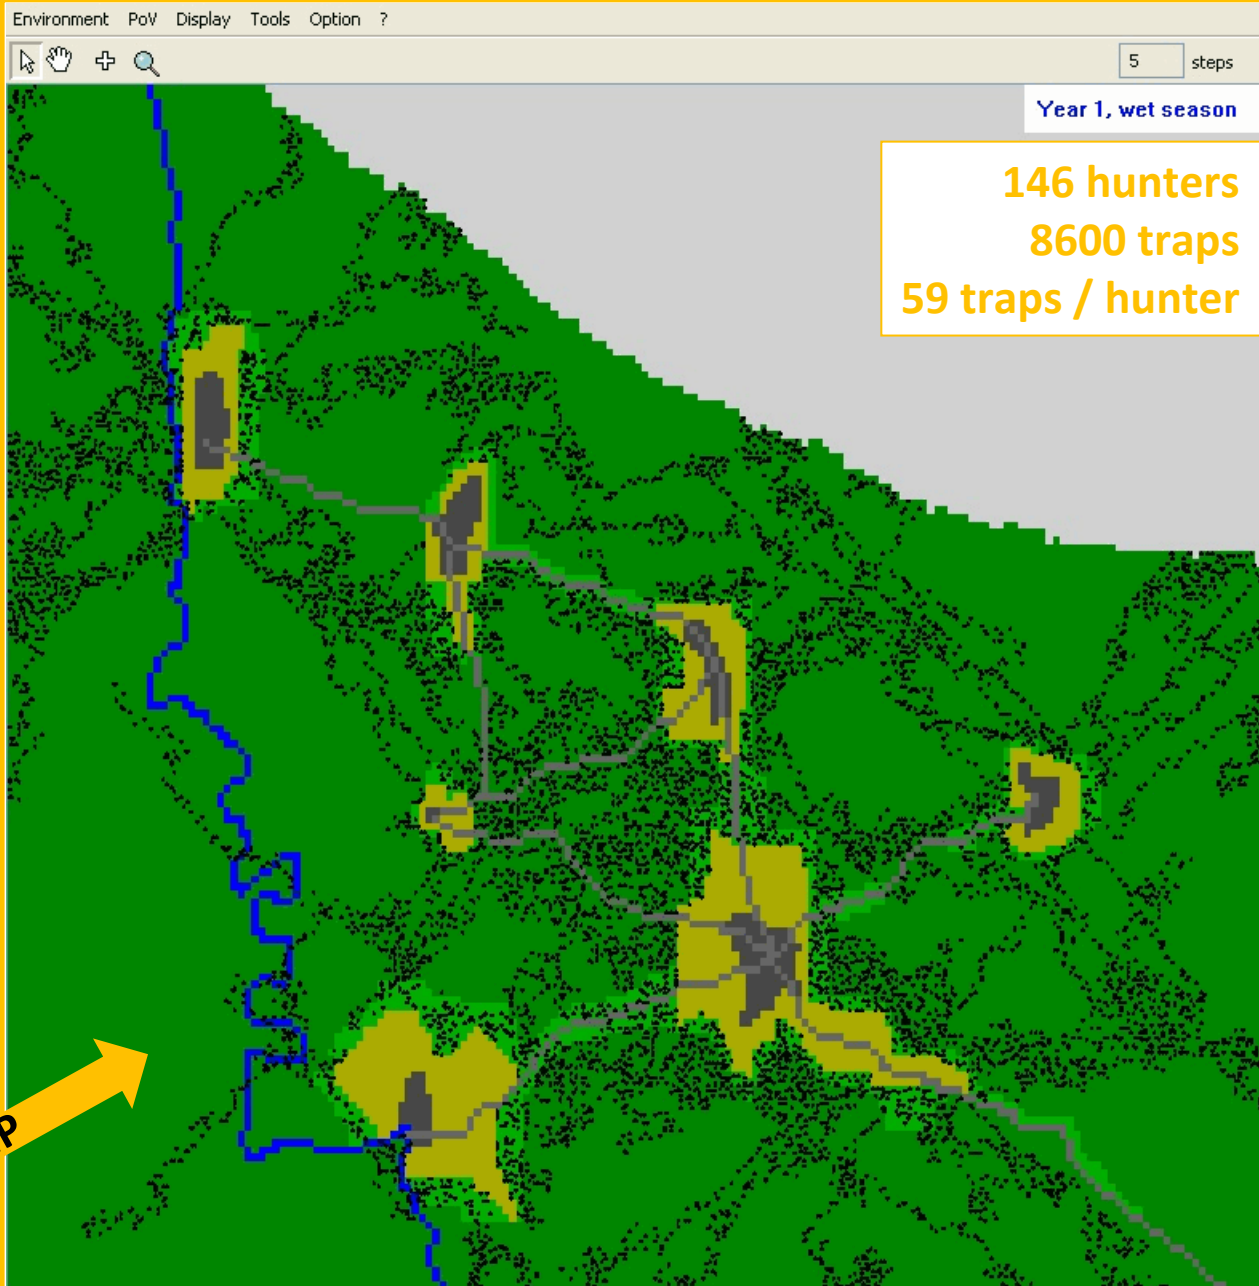 Environment PoV Display Tools Option ?
5 steps
Year 1, wet season
146 hunters
8600 traps
59 traps / hunter